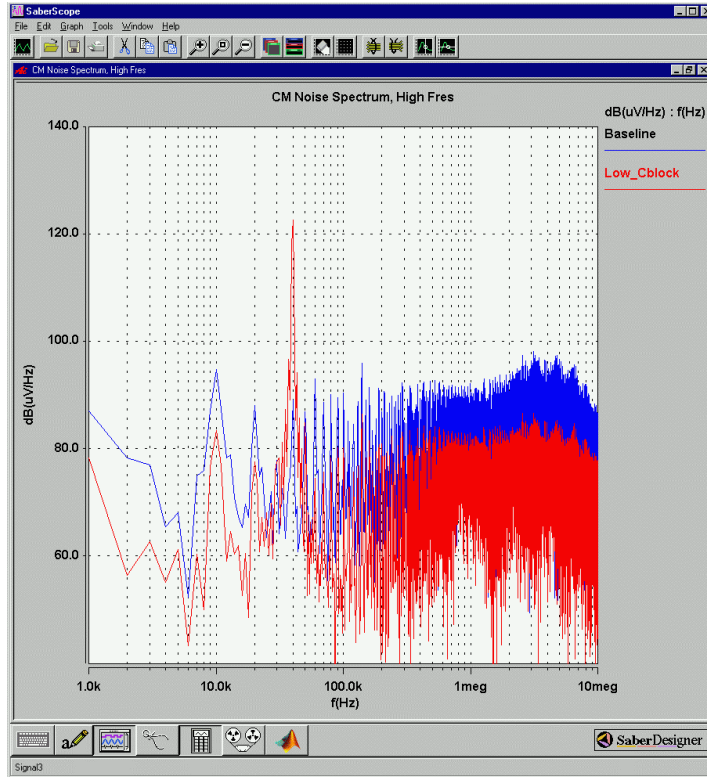 SaberScope
File Edit Graph Tools Window Help
CM Noise Spectrum, High Fres
CM Noise Spectrum, High Fres
dB(uV/Hz) : f(Hz)
Baseline
Low_Cblock
140.0
120.0
100.0
80.0
60.0
dB(uV/Hz)
1.0k 10.0k 100.0k 1meg 10meg
f(Hz)
a
SaberDesigner
Signal3